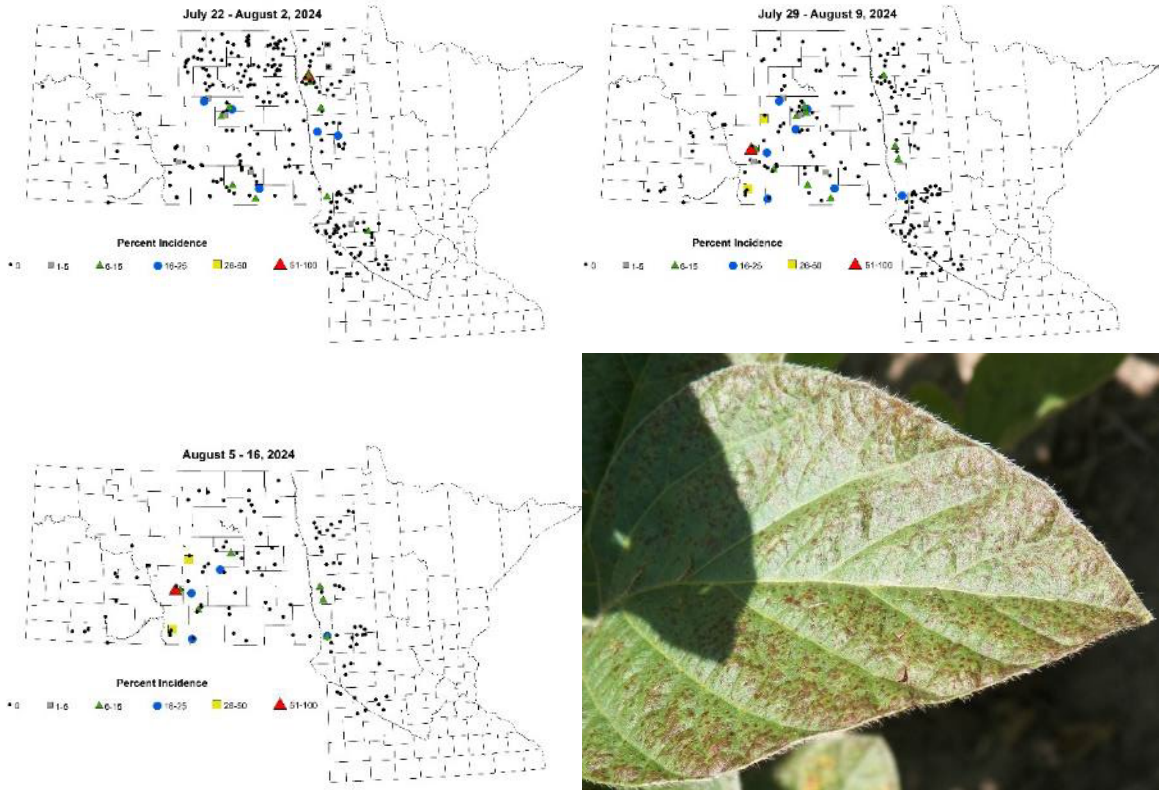 July 22 - August 2, 2024
Percent Incidence
0 1-5 6-15 16-25 26-50 51-100
July 29 - August 9, 2024
Percent Incidence
0 1-5 6-15 16-25 26-50 51-100
August 5 - 16, 2024
Percent Incidence
0 1-5 6-15 16-25 26-50 51-100